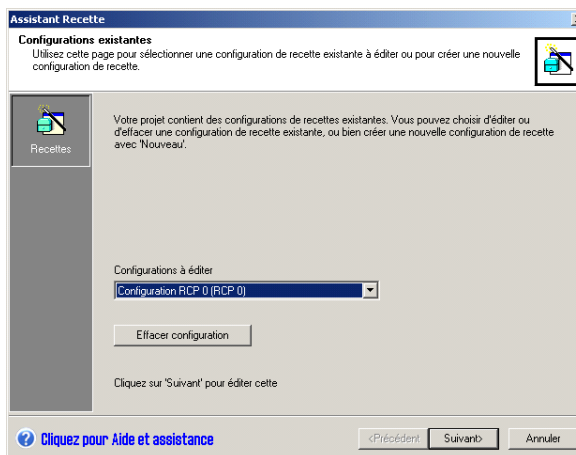 Assistant Recette
Configurations existantes
Utilisez cette page pour sélectionner une configuration de recette existante à éditer ou pour créer une nouvelle
configuration de recette.
Recettes
Votre projet contient des configurations de recettes existantes. Vous pouvez choisir d'éditer ou
d'effacer une configuration de recette existante, ou bien créer une nouvelle configuration de recette
avec 'Nouveau'.
Configurations à éditer
Configuration RCP 0 (RCP 0)
Effacer configuration
Cliquez sur 'Suivant' pour éditer cette
Cliquez pour Aide et assistance
<Précédent
Suivant>
Annuler